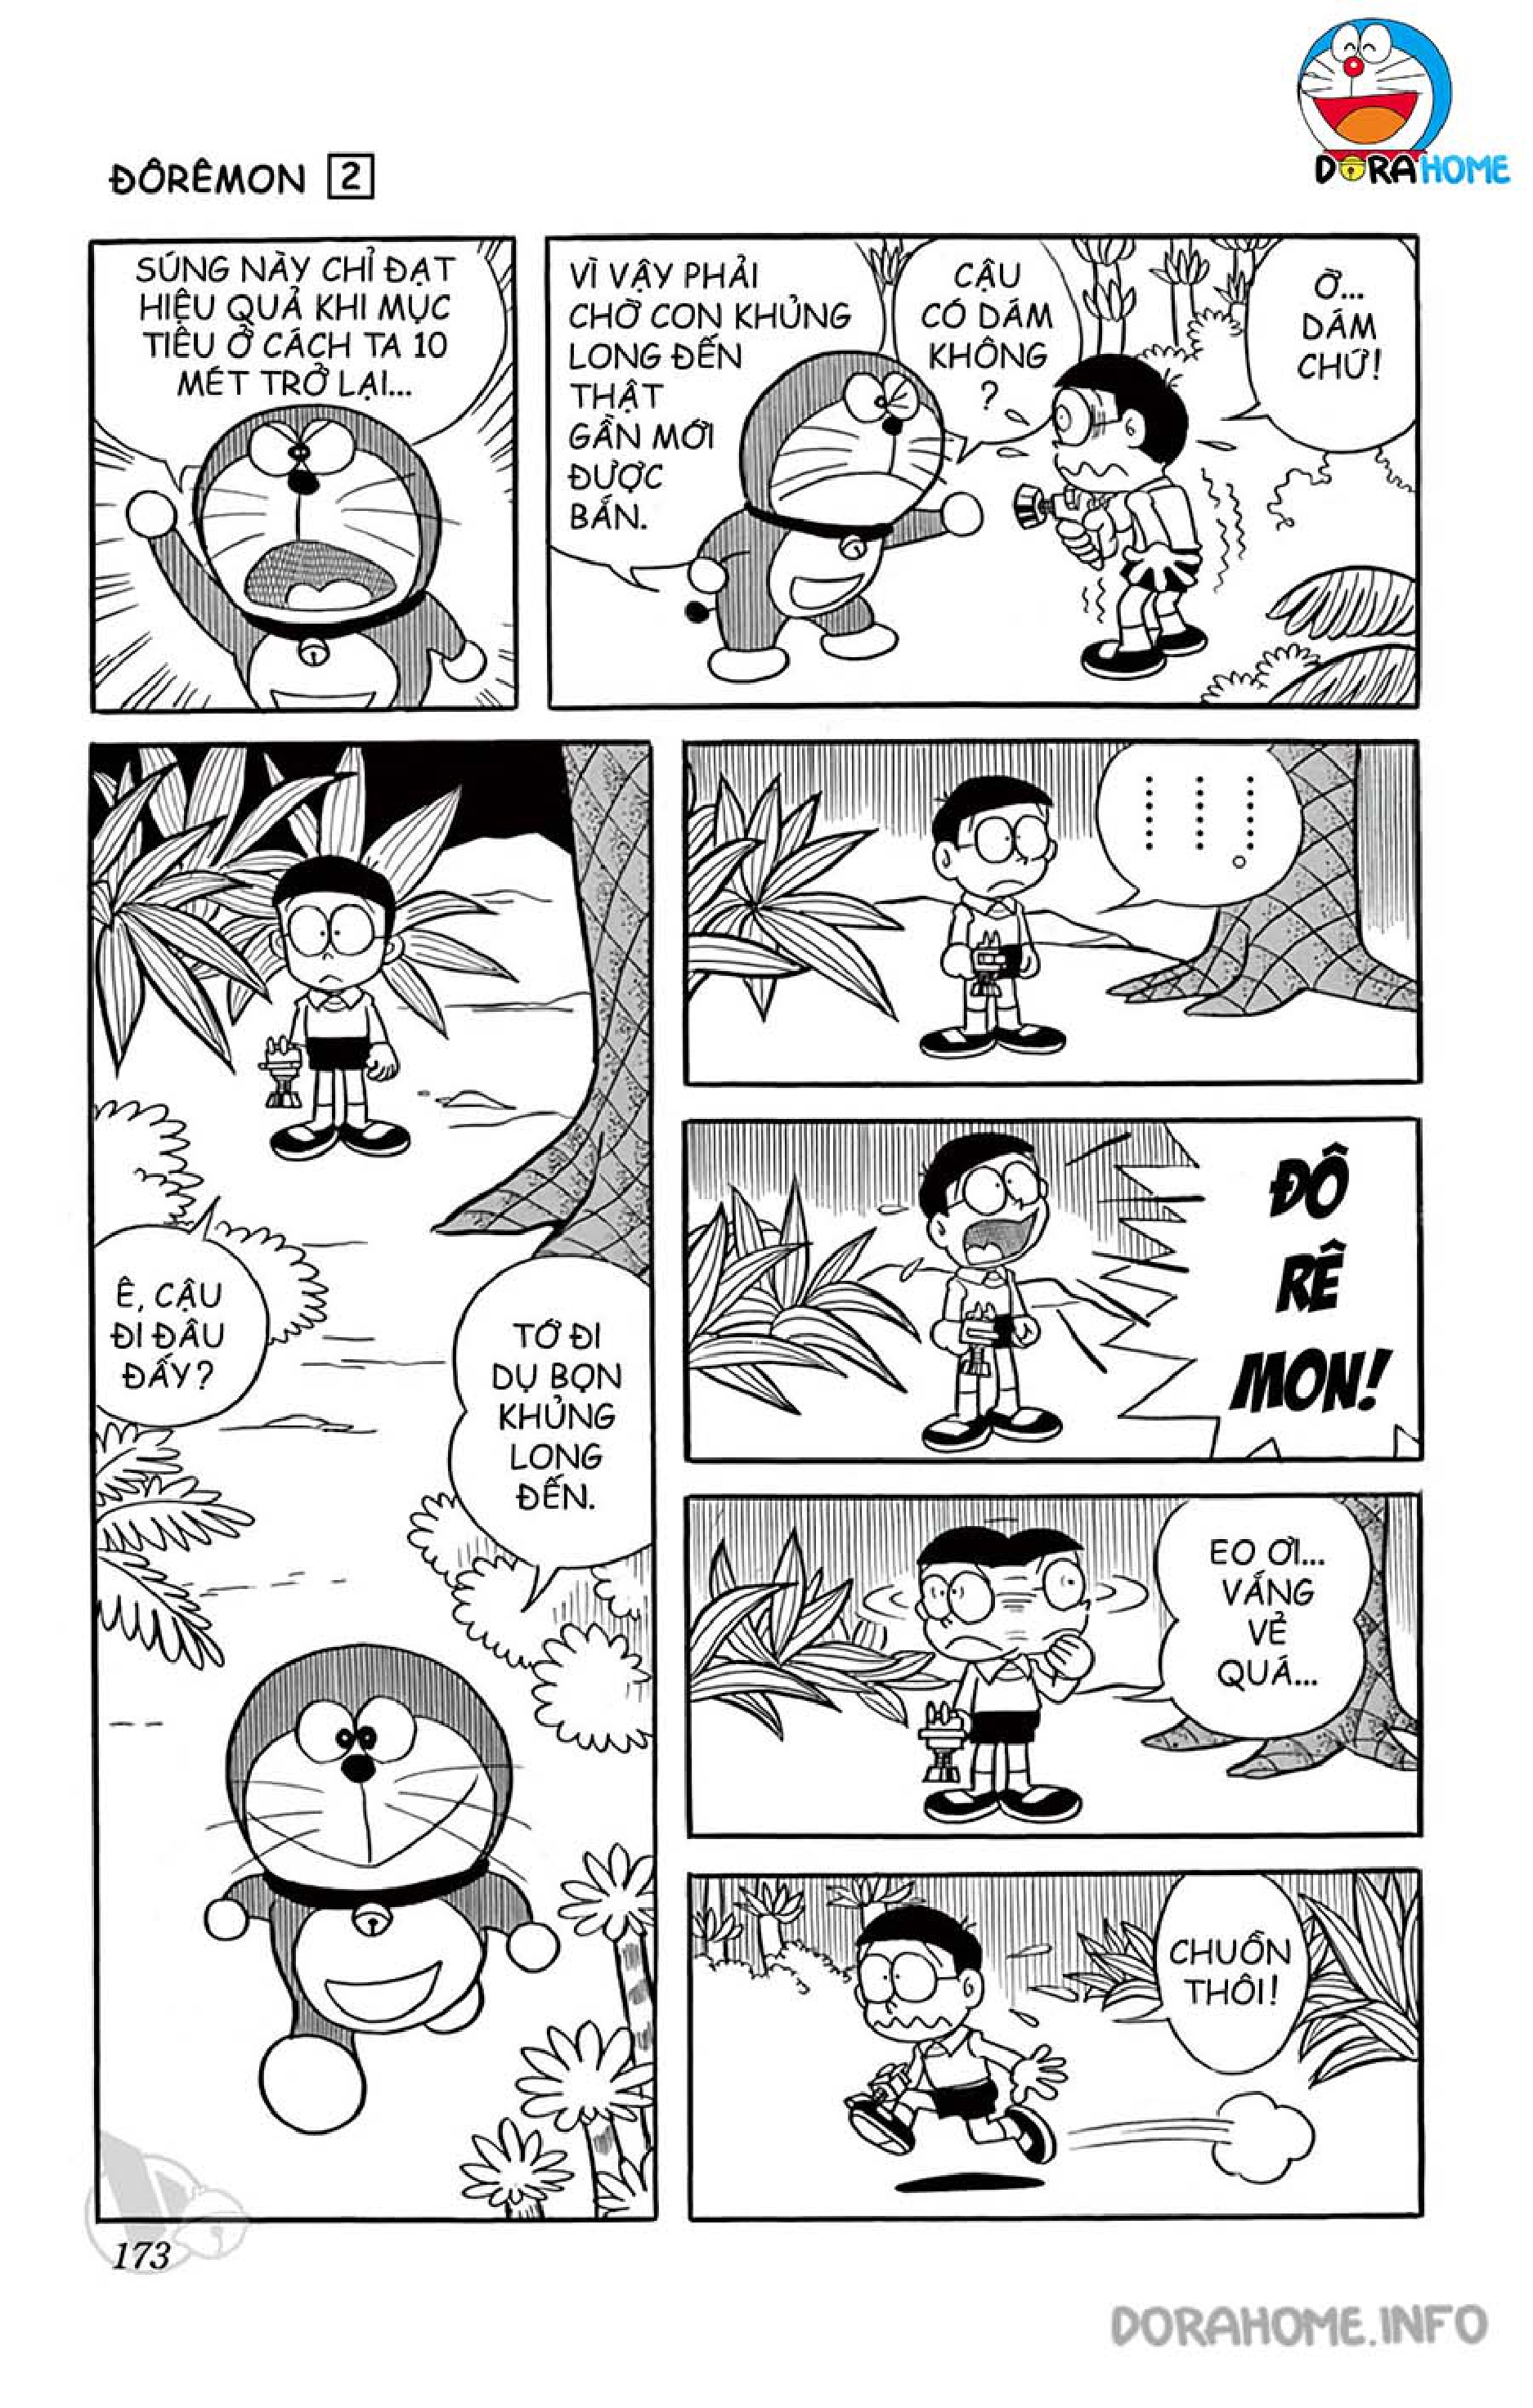 DORAHOME
ĐÔRÊMON 2
SÚNG NÀY CHỈ ĐẠT
HIỆU QUẢ KHI MỤC
TIÊU Ở CÁCH TA 10
MÉT TRỞ LẠI...
VÌ VẬY PHẢI
CHỜ CON KHỦNG
LONG ĐẾN
THẬT
GẦN MỚI
ĐƯỢC
BẮN.
CẬU
CÓ DÁM
KHÔNG
?
Ờ...
DÁM
CHỨ!
Ê, CẬU
ĐI ĐÂU
ĐẤY?
TỚ ĐI
DỤ BỌN
KHỦNG
LONG
ĐẾN.
ĐÔ
RÊ
MON!
EO ƠI...
VẮNG
VẺ
QUÁ...
CHUỒN
THÔI!
173
DORAHOME.INFO